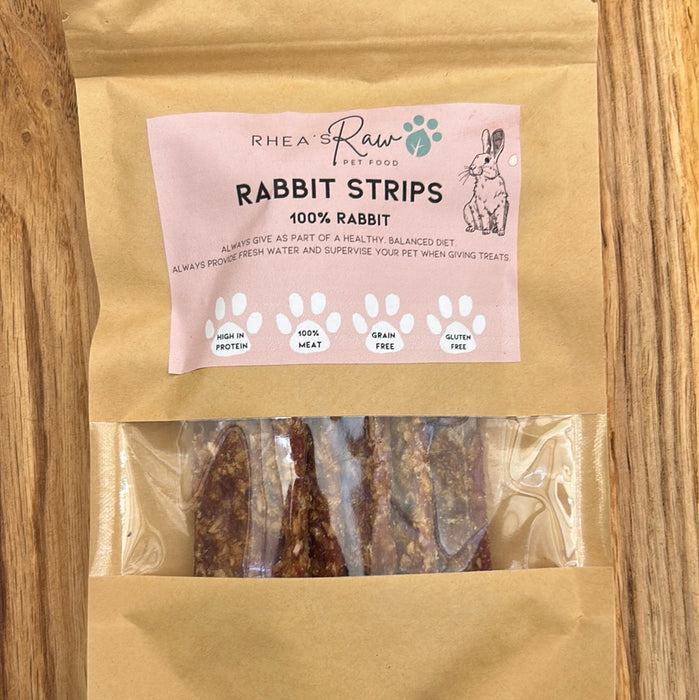 RHEA'S Raw
PET FOOD
RABBIT STRIPS
100% RABBIT
ALWAYS GIVE AS PART OF A HEALTHY, BALANCED DIET.
ALWAYS PROVIDE FRESH WATER AND SUPERVISE YOUR PET WHEN GIVING TREATS.
HIGH IN
PROTEIN
100%
MEAT
GRAIN
FREE
GLUTEN
FREE